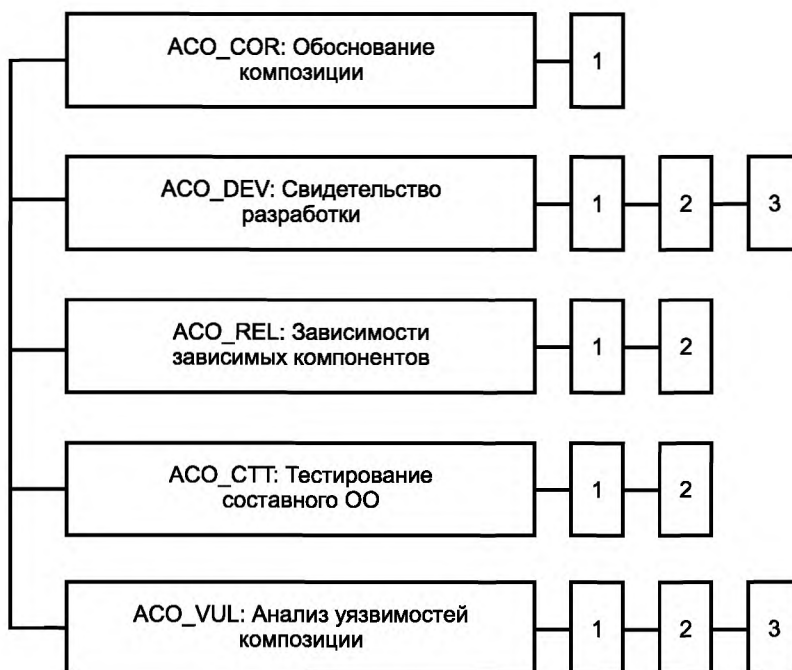 ACO_COR: Обоснование
композиции
1
ACO_DEV: Свидетельство
разработки
1
2
3
ACO_REL: Зависимости
зависимых компонентов
1
2
ACO_CTT: Тестирование
составного ОО
1
2
ACO_VUL: Анализ уязвимостей
композиции
1
2
3